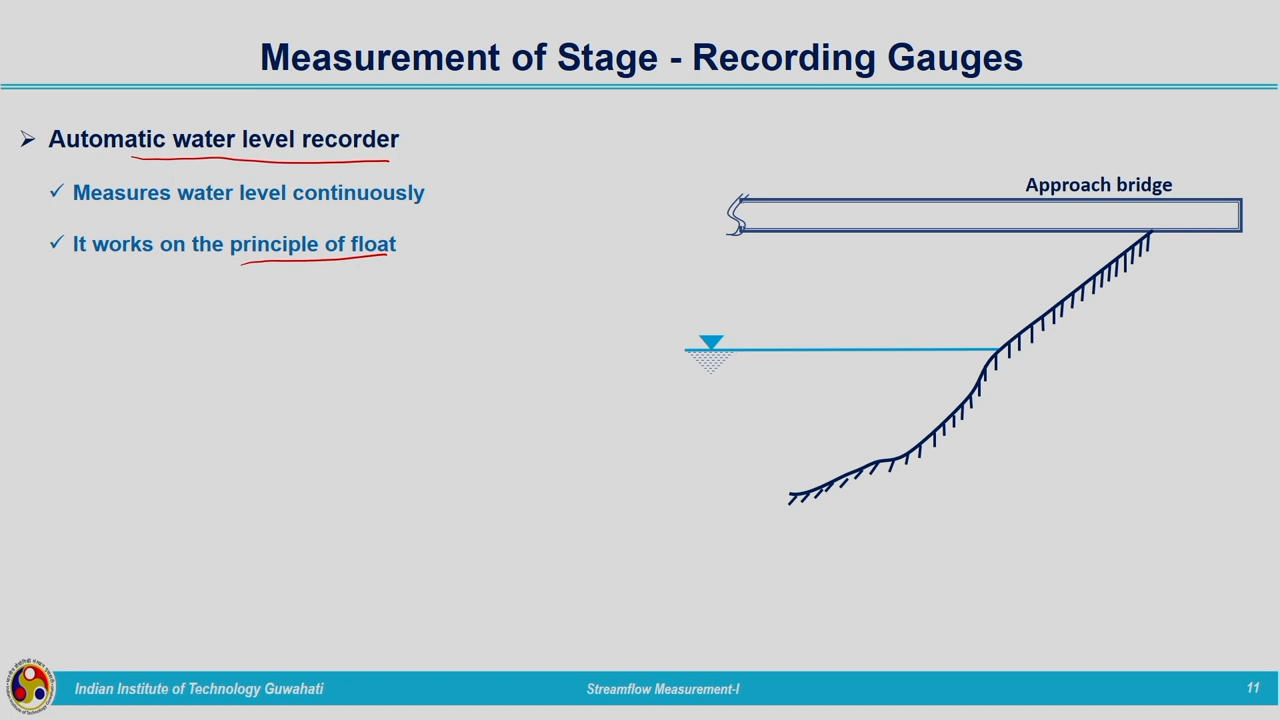 Measurement of Stage - Recording Gauges
Automatic water level recorder
Measures water level continuously
It works on the principle of float
Approach bridge
Indian Institute of Technology Guwahati
Streamflow Measurement-I
11